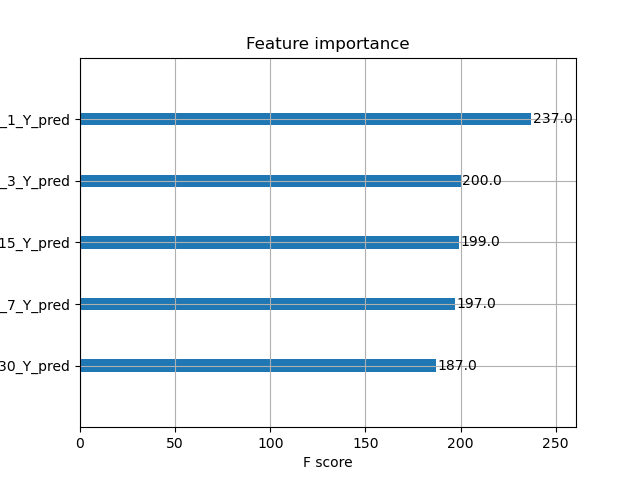 Feature importance
_1_Y_pred
237.0
_3_Y_pred
200.0
15_Y_pred
199.0
_7_Y_pred
197.0
30_Y_pred
187.0
0 50 100 150 200 250
F score